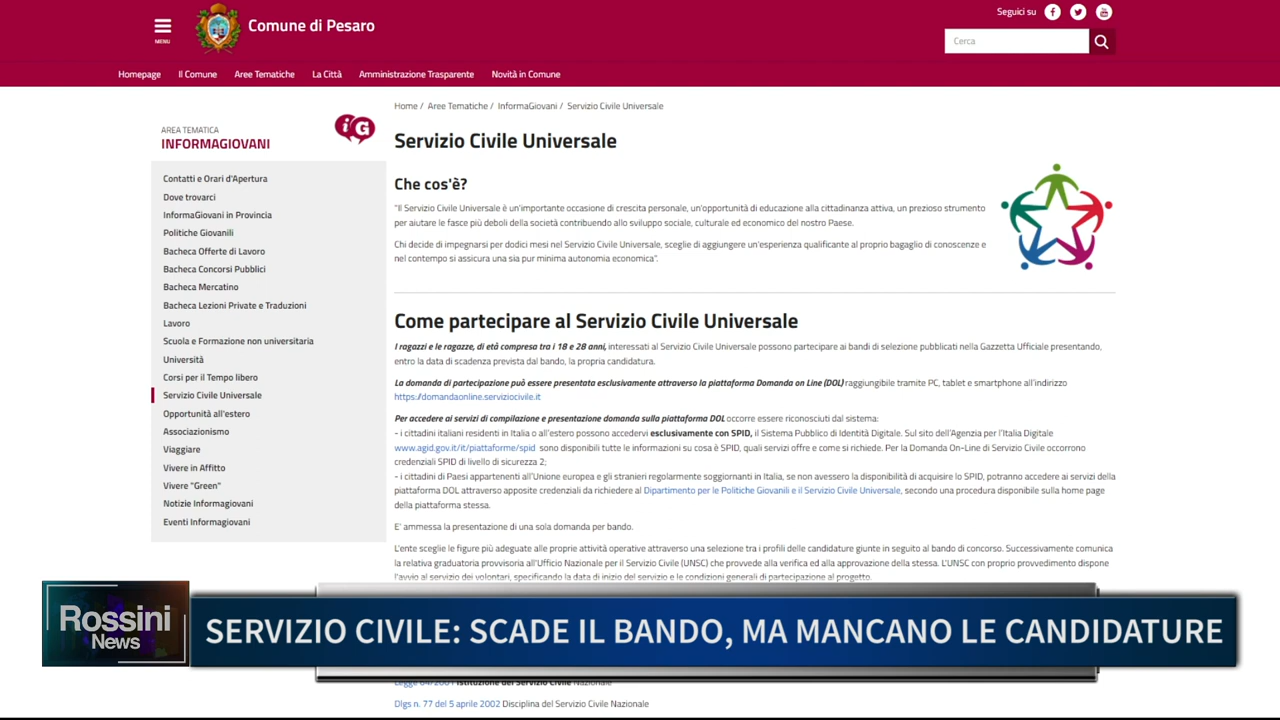 MENU
Comune di Pesaro
Seguici su
Cerca
Homepage Il Comune Aree Tematiche La Città Amministrazione Trasparente Novità in Comune
AREA TEMATICA
INFORMAGIOVANI
iG
Contatti e Orari d'Apertura
Dove trovarci
InformaGiovani in Provincia
Politiche Giovanili
Bacheca Offerte di Lavoro
Bacheca Concorsi Pubblici
Bacheca Mercatino
Bacheca Lezioni Private e Traduzioni
Lavoro
Scuola e Formazione non universitaria
Università
Corsi per il Tempo libero
Servizio Civile Universale
Opportunità all'estero
Associazionismo
Viaggiare
Vivere in Affitto
Vivere "Green"
Notizie Informagiovani
Eventi Informagiovani
Home / Aree Tematiche / InformaGiovani / Servizio Civile Universale
Servizio Civile Universale
Che cos'è?
"Il Servizio Civile Universale è un'importante occasione di crescita personale, un'opportunità di educazione alla cittadinanza attiva, un prezioso strumento
per aiutare le fasce più deboli della società contribuendo allo sviluppo sociale, culturale ed economico del nostro Paese.
Chi decide di impegnarsi per dodici mesi nel Servizio Civile Universale, sceglie di aggiungere un'esperienza qualificante al proprio bagaglio di conoscenze e
nel contempo si assicura una sia pur minima autonomia economica".
Come partecipare al Servizio Civile Universale
I ragazzi e le ragazze, di età compresa tra i 18 e 28 anni, interessati al Servizio Civile Universale possono partecipare ai bandi di selezione pubblicati nella Gazzetta Ufficiale presentando,
entro la data di scadenza prevista dal bando, la propria candidatura.
La domanda di partecipazione può essere presentata esclusivamente attraverso la piattaforma Domanda on Line (DOL) raggiungibile tramite PC, tablet e smartphone all'indirizzo
https://domandaonline.serviziocivile.it
Per accedere ai servizi di compilazione e presentazione domanda sulla piattaforma DOL occorre essere riconosciuti dal sistema:
- i cittadini italiani residenti in Italia o all'estero possono accedervi esclusivamente con SPID, il Sistema Pubblico di Identità Digitale. Sul sito dell'Agenzia per l'Italia Digitale
www.agid.gov.it/it/piattaforme/spid sono disponibili tutte le informazioni su cosa è SPID, quali servizi offre e come si richiede. Per la Domanda On-Line di Servizio Civile occorrono
credenziali SPID di livello di sicurezza 2;
- i cittadini di Paesi appartenenti all'Unione europea e gli stranieri regolarmente soggiornanti in Italia, se non avessero la disponibilità di acquisire lo SPID, potranno accedere ai servizi della
piattaforma DOL attraverso apposite credenziali da richiedere al Dipartimento per le Politiche Giovanili e il Servizio Civile Universale, secondo una procedura disponibile sulla home page
della piattaforma stessa.
E' ammessa la presentazione di una sola domanda per bando.
L'ente sceglie le figure più adeguate alle proprie attività operative attraverso una selezione tra i profili delle candidature giunte in seguito al bando di concorso. Successivamente comunica
la relativa graduatoria provvisoria all'Ufficio Nazionale per il Servizio Civile (UNSC) che provvede alla verifica ed alla approvazione della stessa. L'UNSC con proprio provvedimento dispone
l'avvio al servizio dei volontari, specificando la data di inizio del servizio e le condizioni generali di partecipazione al progetto.
Rossini
News
SERVIZIO CIVILE: SCADE IL BANDO, MA MANCANO LE CANDIDATURE
Legge 64/2001 Istituzione del Servizio Civile Nazionale
Dlgs n. 77 del 5 aprile 2002 Disciplina del Servizio Civile Nazionale